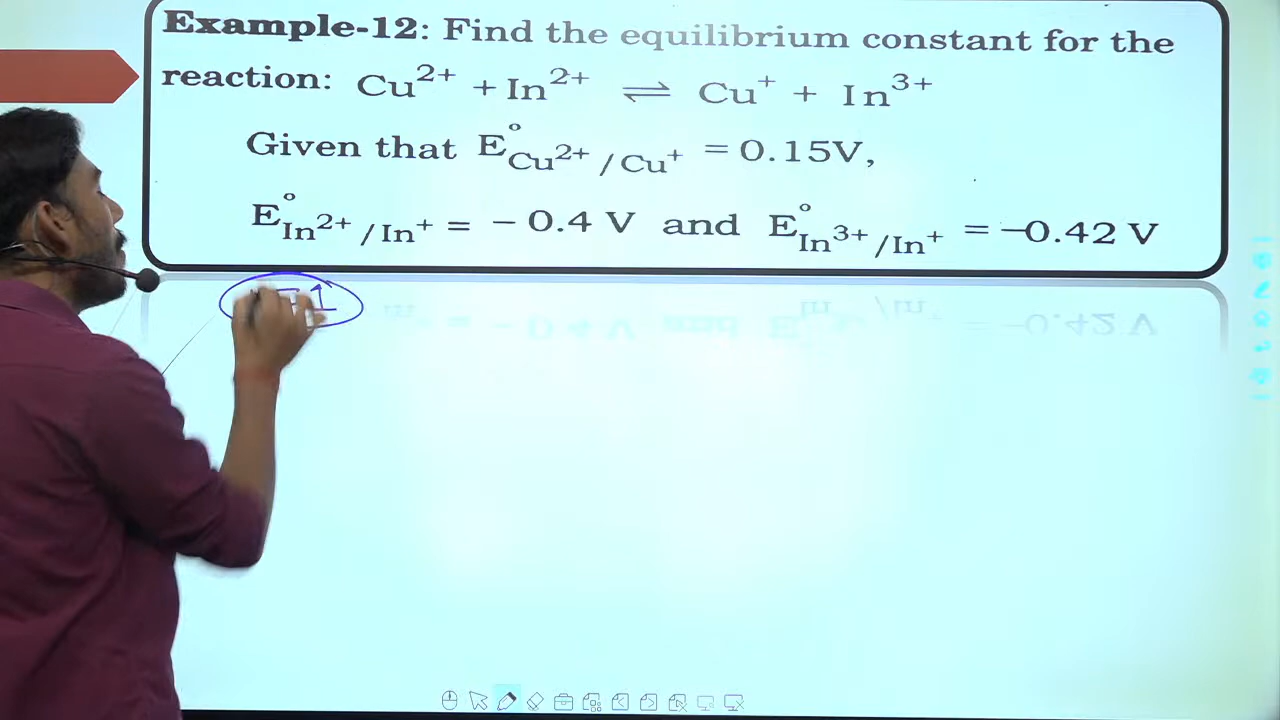 Example-12: Find the equilibrium constant for the
reaction: Cu²⁺ + In²⁺ ⇌ Cu⁺ + In³⁺
Given that E°Cu²⁺/Cu⁺ = 0.15V,
E°In²⁺/In⁺ = −0.4 V and E°In³⁺/In⁺ = −0.42 V